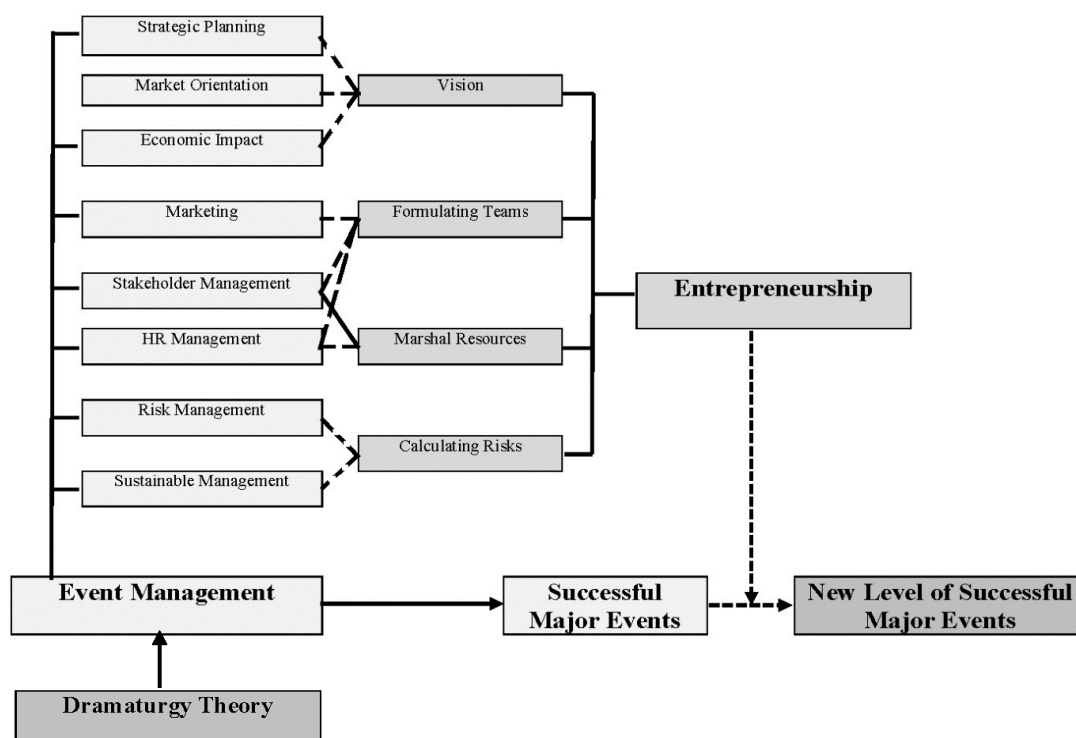 Strategic Planning
Market Orientation
Vision
Economic Impact
Marketing
Formulating Teams
Stakeholder Management
Entrepreneurship
HR Management
Marshal Resources
Risk Management
Calculating Risks
Sustainable Management
Event Management
Successful
Major Events
New Level of Successful
Major Events
Dramaturgy Theory